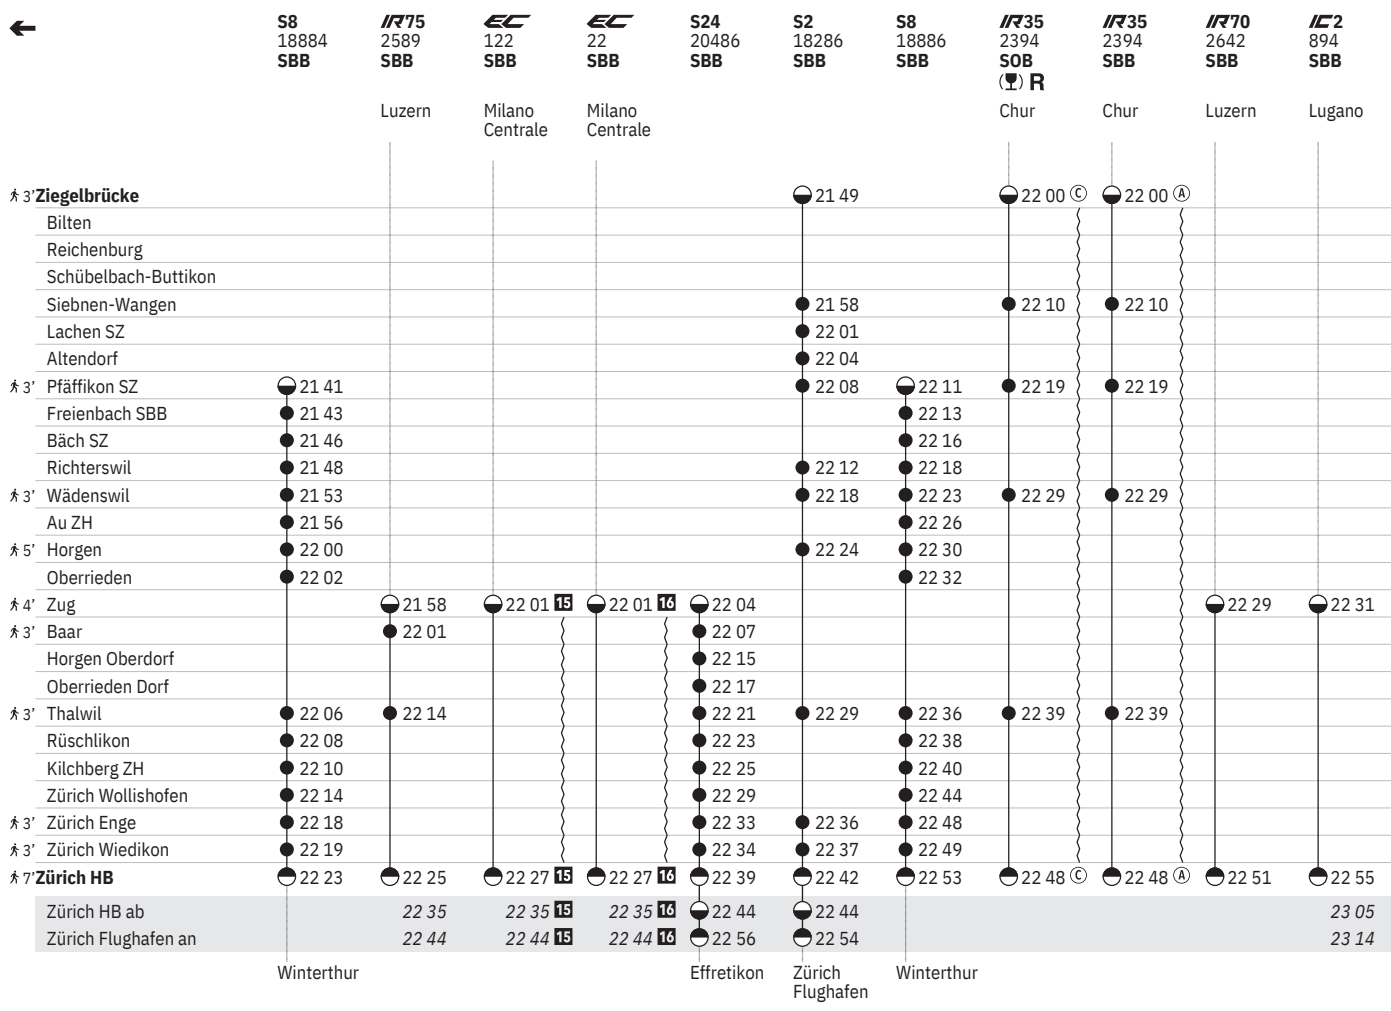 S8 IR75 EC EC S24 S2 S8 IR35 IR35 IR70 IC2
18884 2589 122 22 20486 18286 18886 2394 2394 2642 894
SBB SBB SBB SBB SBB SBB SBB SOB SBB SBB SBB
R
Luzern Milano Milano Chur Chur Luzern Lugano
Centrale Centrale
3' Ziegelbrücke 21 49 22 00 C 22 00 A
Bilten
Reichenburg
Schübelbach-Buttikon
Siebnen-Wangen 21 58 22 10 22 10
Lachen SZ 22 01
Altendorf 22 04
3' Pfäffikon SZ 21 41 22 08 22 11 22 19 22 19
Freienbach SBB 21 43 22 13
Bäch SZ 21 46 22 16
Richterswil 21 48 22 12 22 18
3' Wädenswil 21 53 22 18 22 23 22 29 22 29
Au ZH 21 56 22 26
5' Horgen 22 00 22 24 22 30
Oberrieden 22 02 22 32
4' Zug 21 58 22 01 15 22 01 16 22 04 22 29 22 31
3' Baar 22 01 22 07
Horgen Oberdorf 22 15
Oberrieden Dorf 22 17
3' Thalwil 22 06 22 14 22 21 22 29 22 36 22 39 22 39
Rüschlikon 22 08 22 23 22 38
Kilchberg ZH 22 10 22 25 22 40
Zürich Wollishofen 22 14 22 29 22 44
3' Zürich Enge 22 18 22 33 22 36 22 48
3' Zürich Wiedikon 22 19 22 34 22 37 22 49
7' Zürich HB 22 23 22 25 22 27 15 22 27 16 22 39 22 42 22 53 22 48 C 22 48 A 22 51 22 55
Zürich HB ab 22 35 22 35 15 22 35 16 22 44 22 44 23 05
Zürich Flughafen an 22 44 22 44 15 22 44 16 22 56 22 54 23 14
Winterthur Effretikon Zürich Winterthur
Flughafen